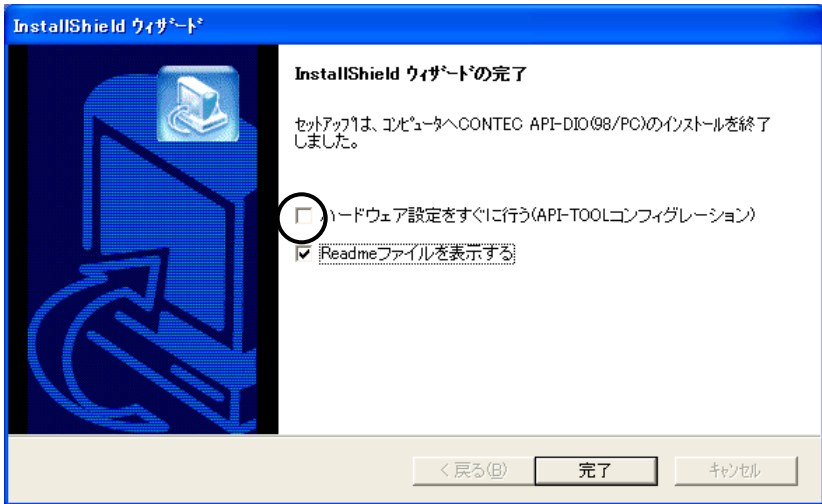 InstallShield ウィザード
InstallShield ウィザードの完了
セットアップは、コンピュータへCONTEC API-DIO(98/PC)のインストールを終了
しました。
ハードウェア設定をすぐに行う(API-TOOLコンフィグレーション)
Readmeファイルを表示する
< 戻る(B)
完了
キャンセル